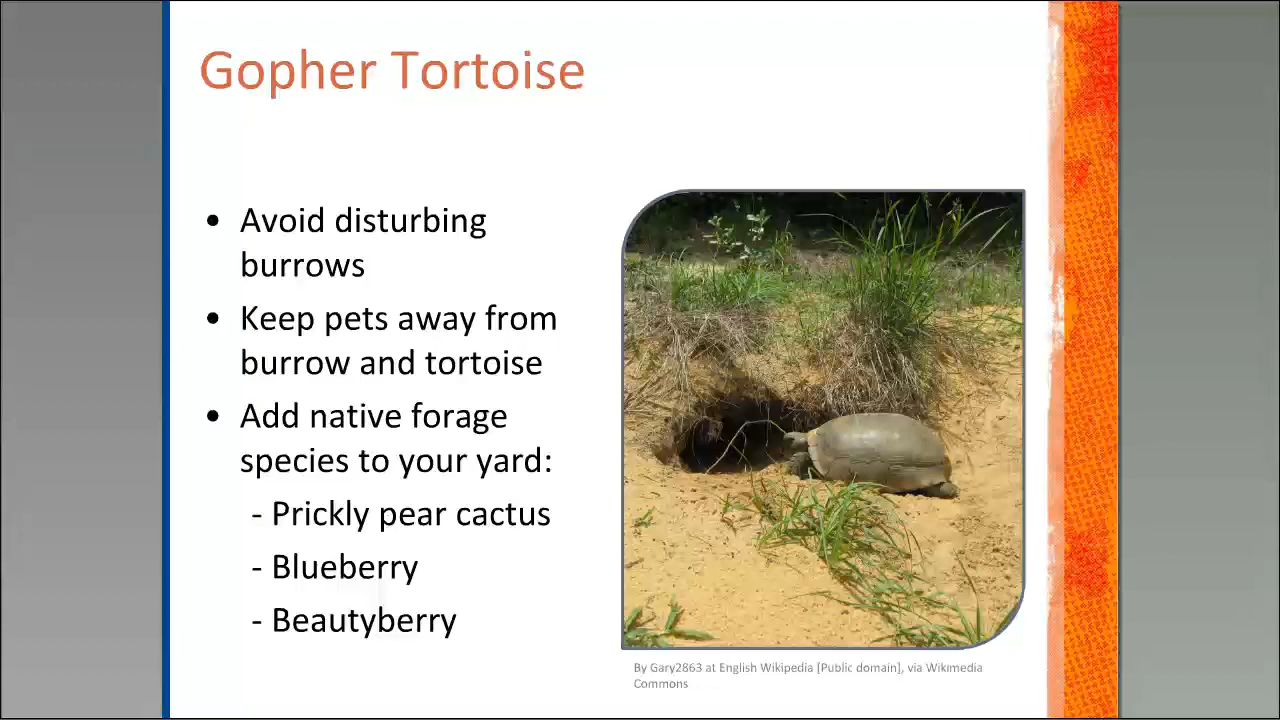 Gopher Tortoise
• Avoid disturbing
burrows
• Keep pets away from
burrow and tortoise
• Add native forage
species to your yard:
- Prickly pear cactus
- Blueberry
- Beautyberry
By Gary2863 at English Wikipedia [Public domain], via Wikimedia
Commons